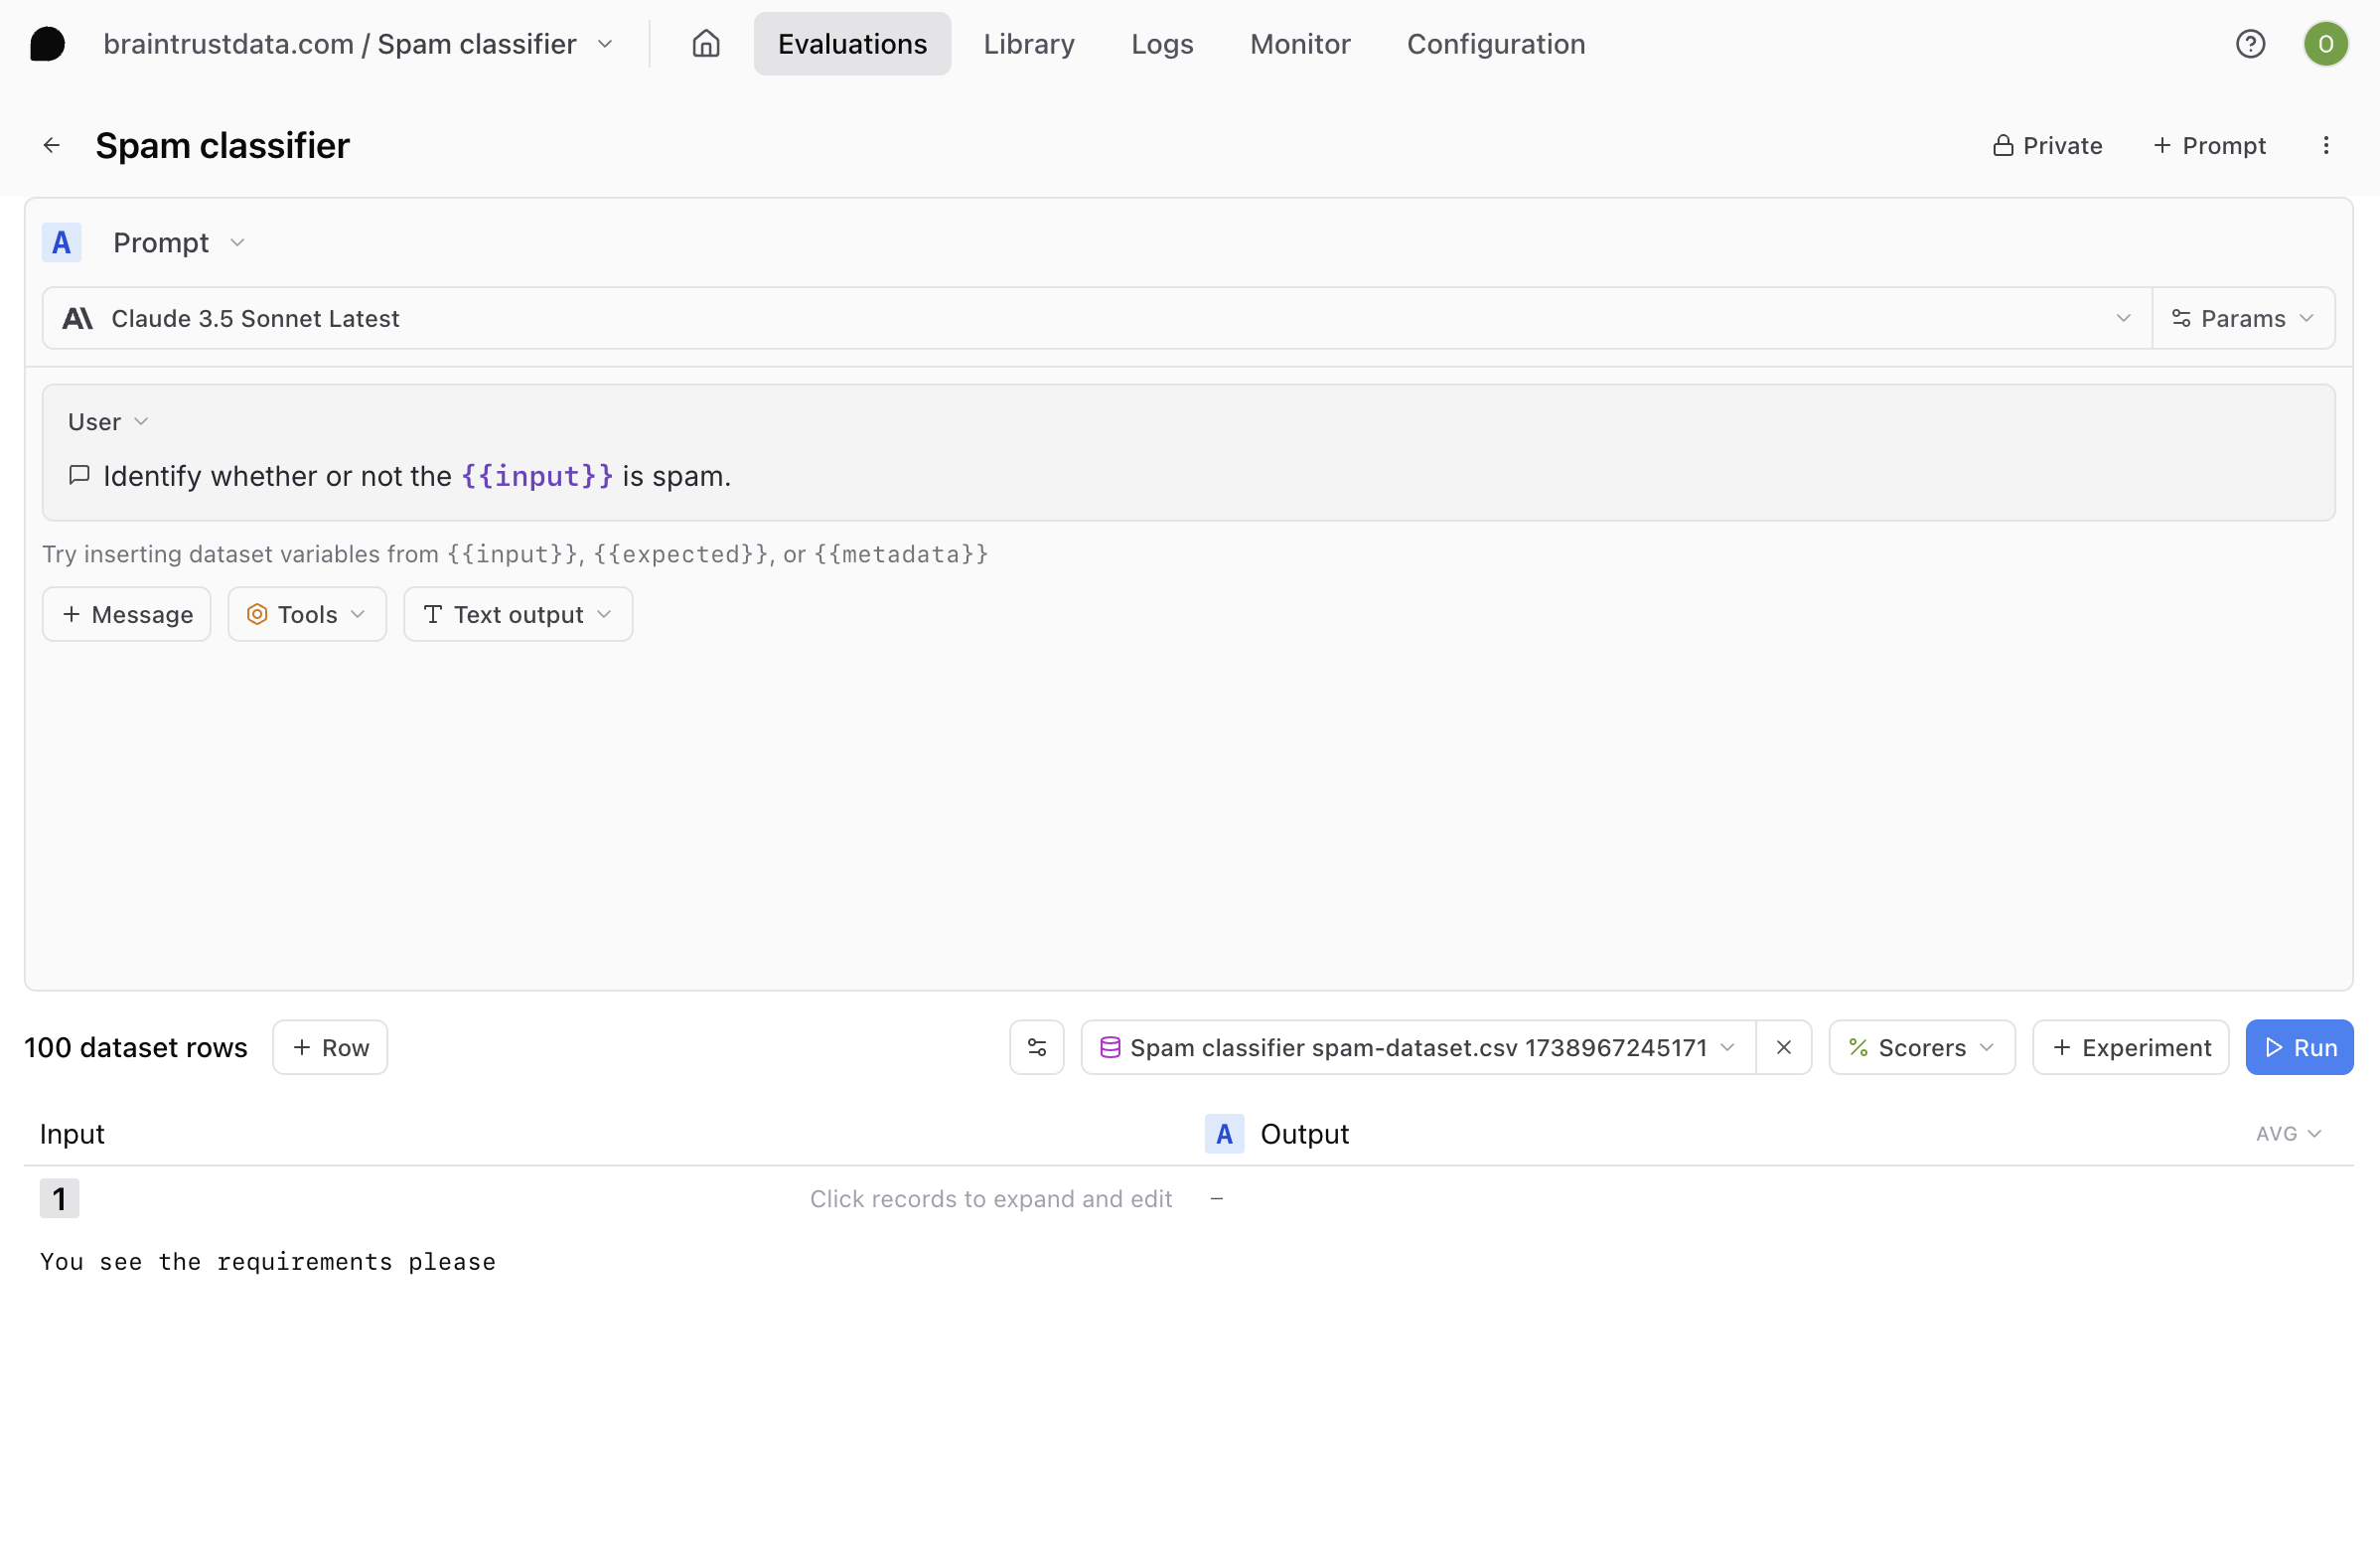 braintrustdata.com / Spam classifier Evaluations Library Logs Monitor Configuration O
Spam classifier Private + Prompt
A Prompt
A\ Claude 3.5 Sonnet Latest Params
User
Identify whether or not the {{input}} is spam.
Try inserting dataset variables from {{input}}, {{expected}}, or {{metadata}}
+ Message Tools Text output
100 dataset rows + Row Spam classifier spam-dataset.csv 1738967245171 Scorers + Experiment Run
Input A Output AVG
1 Click records to expand and edit –
You see the requirements please